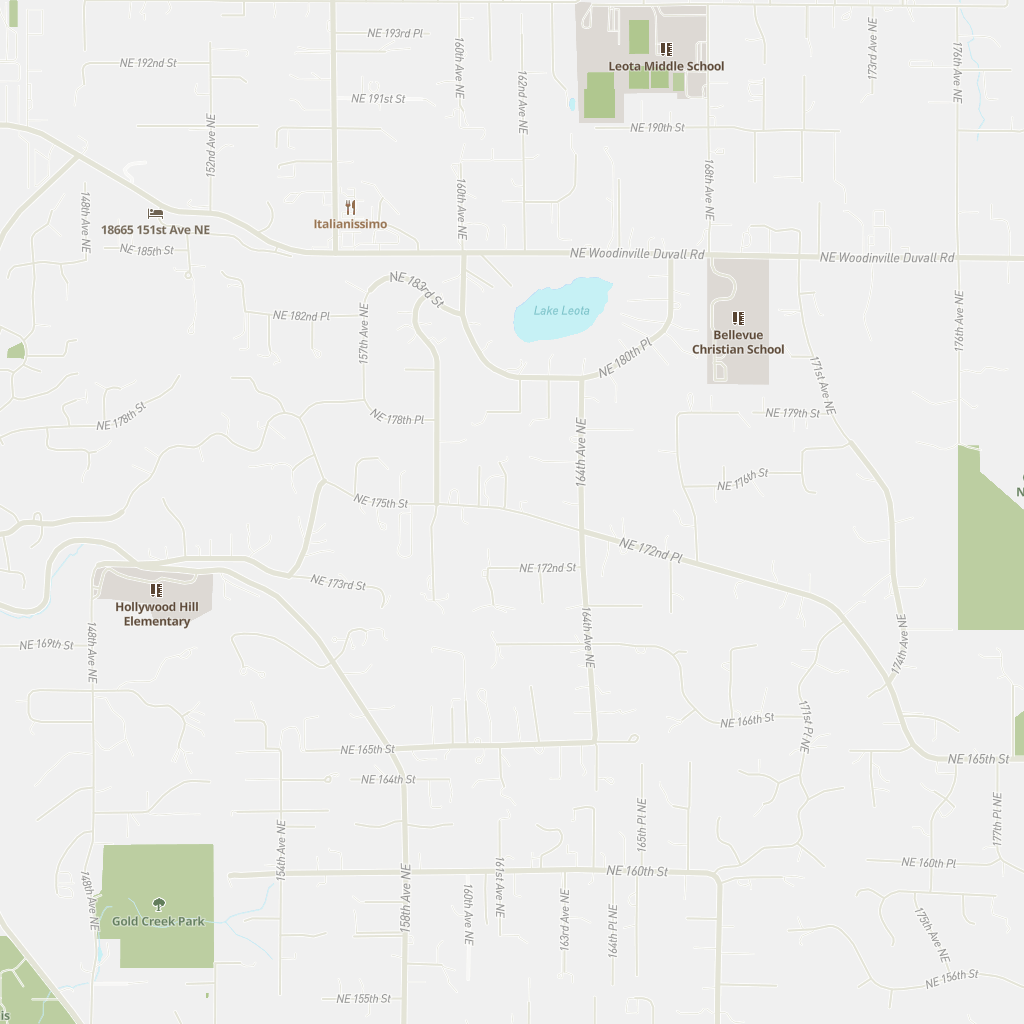 NE 193rd Pl
160th Ave NE
173rd Ave NE
176th Ave NE
NE 192nd St
Leota Middle School
162nd Ave NE
NE 191st St
152nd Ave NE
NE 190th St
168th Ave NE
148th Ave NE
160th Ave NE
18665 151st Ave NE
Italianissimo
NE 185th St
NE Woodinville Duvall Rd
NE Woodinville Duvall Rd
NE 183rd St
Lake Leota
NE 182nd Pl
157th Ave NE
176th Ave NE
Bellevue
Christian School
NE 180th Pl
171st Ave NE
NE 178th St
NE 178th Pl
NE 179th St
164th Ave NE
NE 176th St
N
NE 175th St
NE 172nd Pl
NE 172nd St
NE 173rd St
Hollywood Hill
Elementary
148th Ave NE
164th Ave NE
174th Ave NE
NE 169th St
171st Pl NE
NE 166th St
NE 165th St
NE 165th St
NE 164th St
165th Pl NE
177th Pl NE
154th Ave NE
NE 160th Pl
NE 160th St
148th Ave NE
158th Ave NE
161st Ave NE
160th Ave NE
163rd Ave NE
164th Pl NE
Gold Creek Park
175th Ave NE
NE 156th St
NE 155th St
is